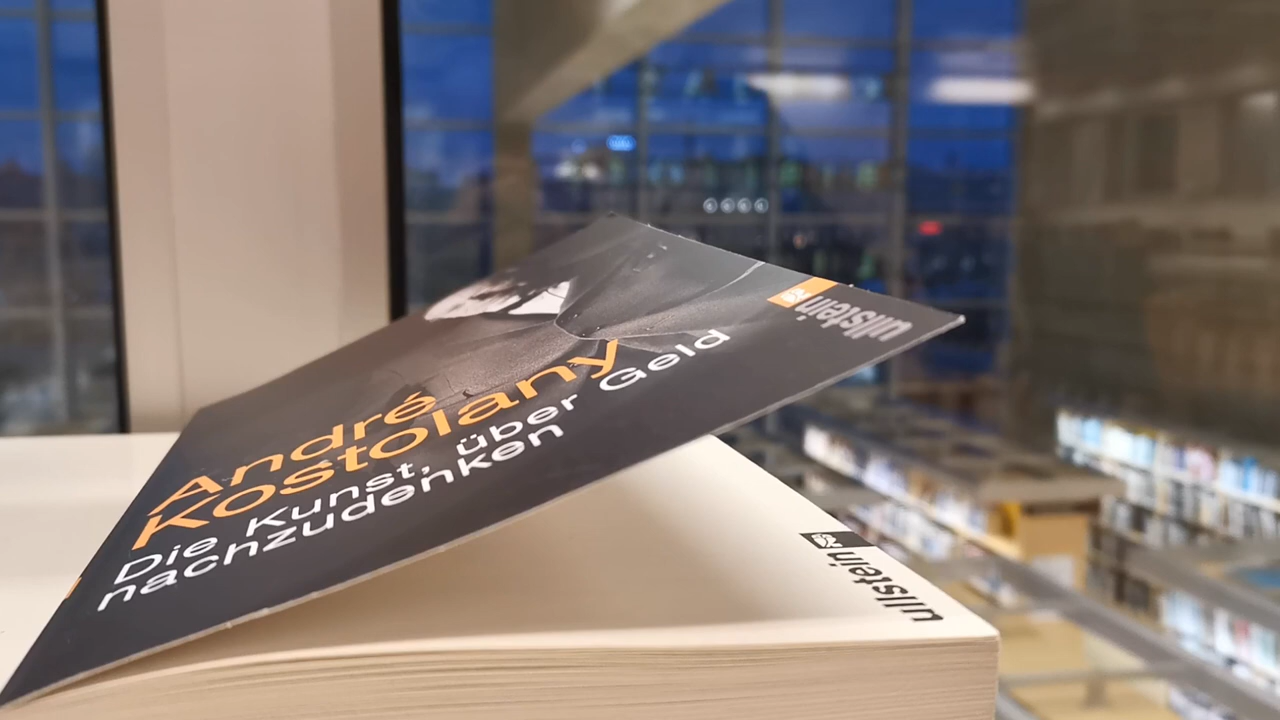 ullstein
André
Kostolany
Die Kunst, über Geld
nachzudenken
ullstein